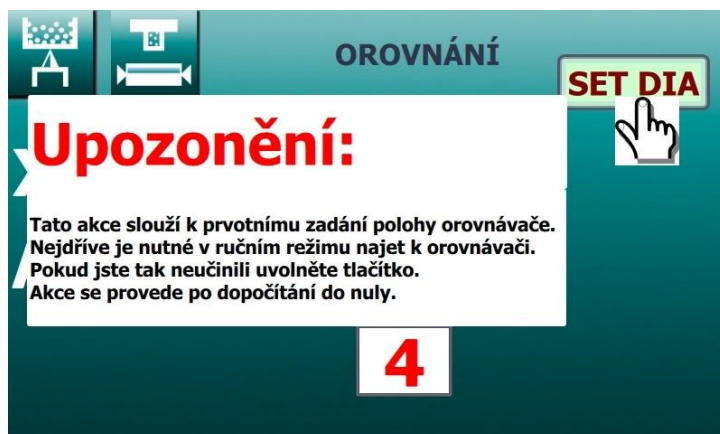 OROVNÁNÍ
SET DIA
Upozonění:
Tato akce slouží k prvotnímu zadání polohy orovnávače.
Nejdříve je nutné v ručním režimu najet k orovnávači.
Pokud jste tak neučinili uvolněte tlačítko.
Akce se provede po dopočítání do nuly.
4